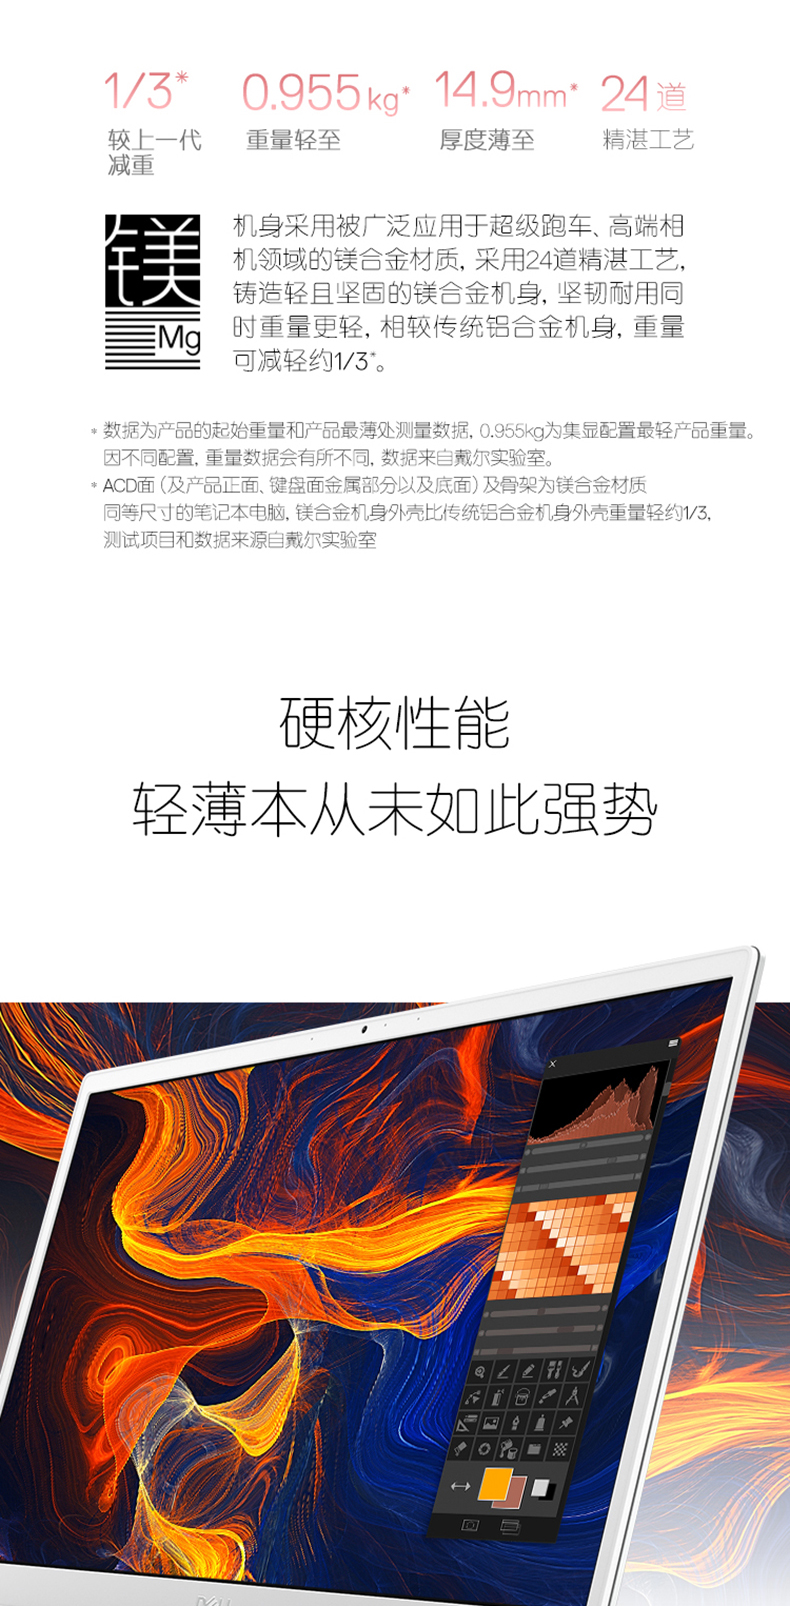 1/3* 0.955kg* 14.9mm* 24道
较上一代 重量轻至 厚度薄至 精湛工艺
减重
镁
Mg
机身采用被广泛应用于超级跑车、高端相
机领域的镁合金材质, 采用24道精湛工艺,
铸造轻且坚固的镁合金机身, 坚韧耐用同
时重量更轻, 相较传统铝合金机身, 重量
可减轻约1/3*。
* 数据为产品的起始重量和产品最薄处测量数据, 0.955kg为集显配置最轻产品重量。
因不同配置, 重量数据会有所不同, 数据来自戴尔实验室。
* ACD面 (及产品正面、键盘面金属部分以及底面) 及骨架为镁合金材质
同等尺寸的笔记本电脑, 镁合金机身外壳比传统铝合金机身外壳重量轻约1/3,
测试项目和数据来源自戴尔实验室
硬核性能
轻薄本从未如此强势
DELL